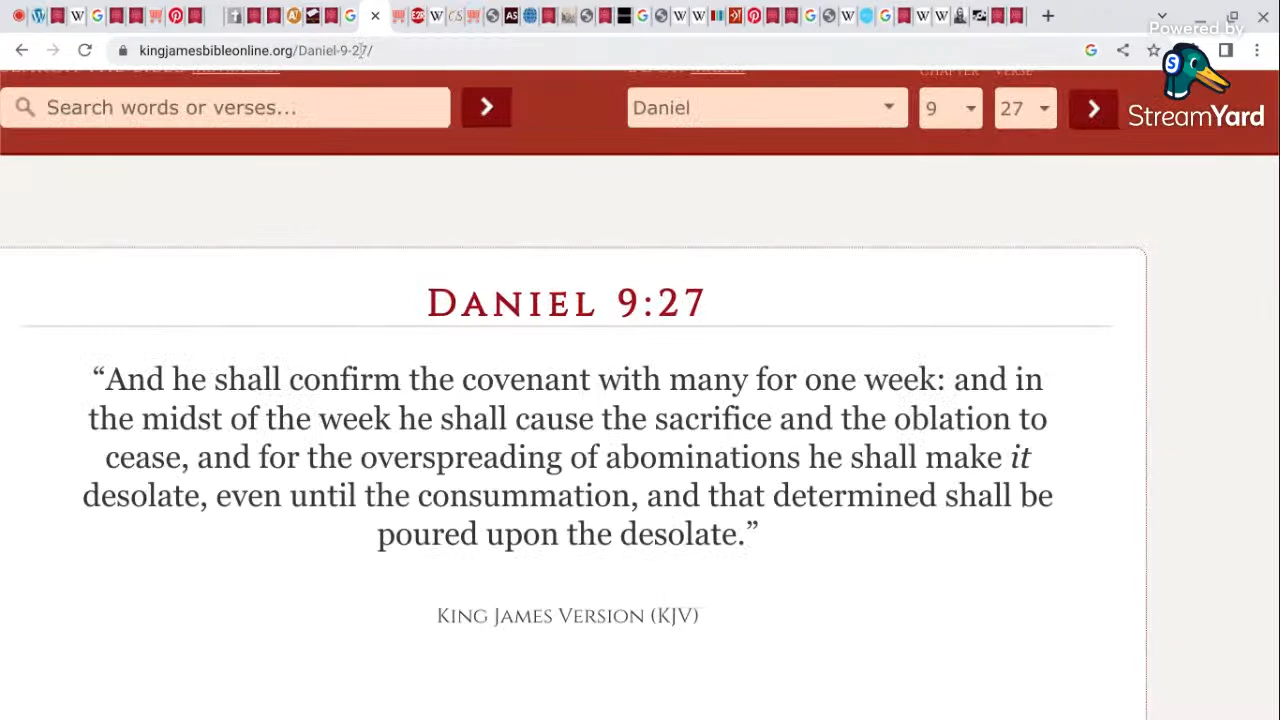 Powered by
StreamYard
kingjamesbibleonline.org/Daniel-9-27/
Search words or verses...
Daniel
9
27
DANIEL 9:27
“And he shall confirm the covenant with many for one week: and in
the midst of the week he shall cause the sacrifice and the oblation to
cease, and for the overspreading of abominations he shall make it
desolate, even until the consummation, and that determined shall be
poured upon the desolate.”
KING JAMES VERSION (KJV)